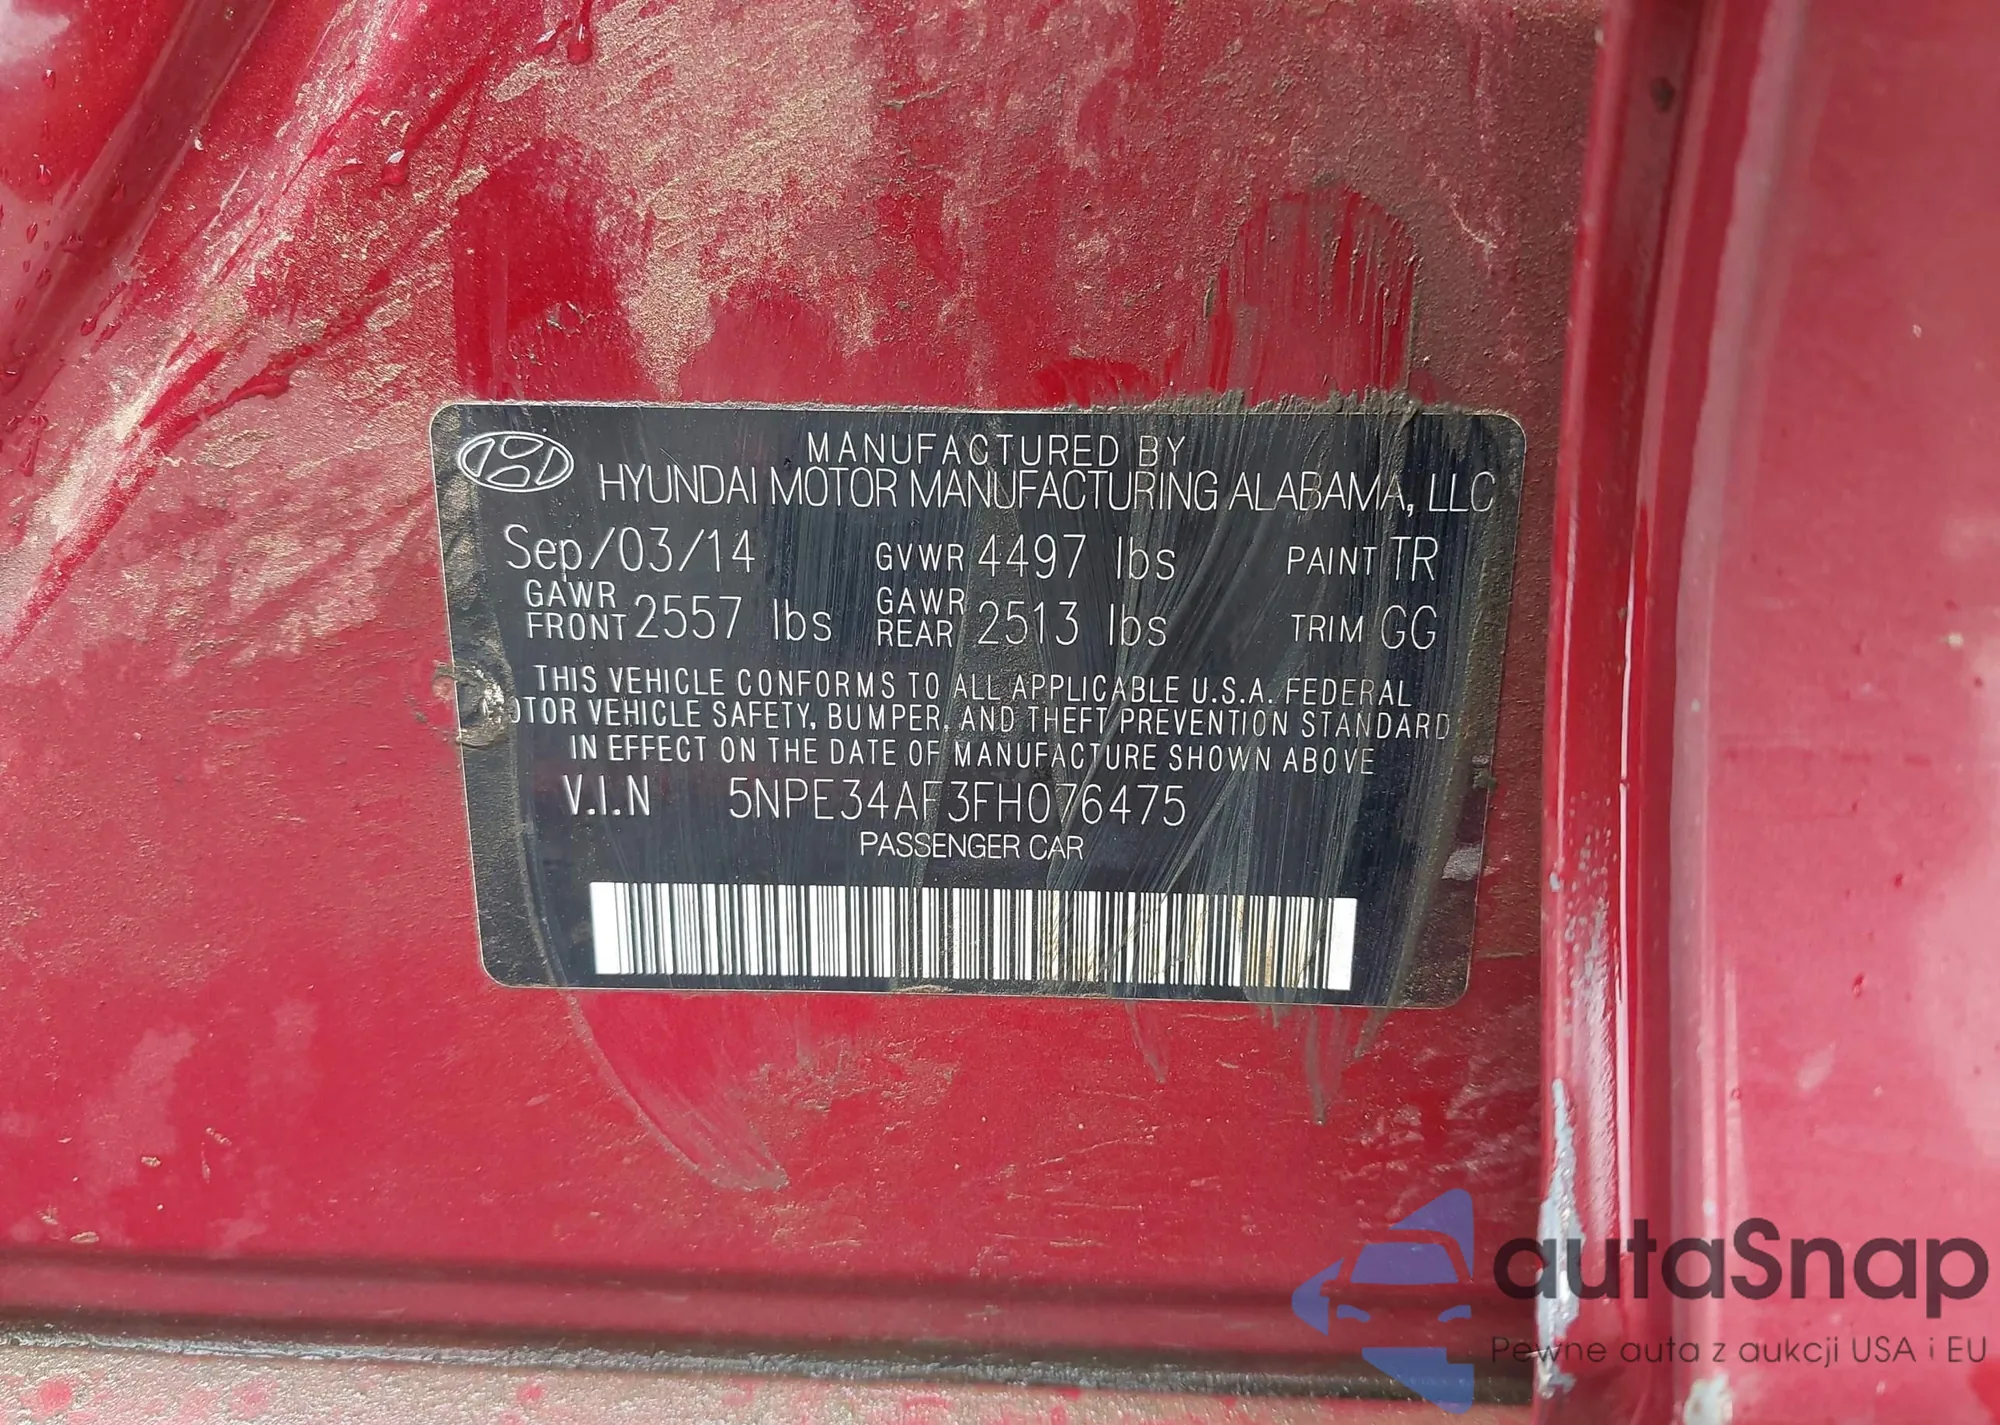 MANUFACTURED BY
HYUNDAI MOTOR MANUFACTURING ALABAMA, LLC
Sep/03/14 GVWR 4497 lbs PAINT TR
GAWR FRONT 2557 lbs GAWR REAR 2513 lbs TRIM GG
THIS VEHICLE CONFORMS TO ALL APPLICABLE U.S.A. FEDERAL
OTOR VEHICLE SAFETY, BUMPER, AND THEFT PREVENTION STANDARD
IN EFFECT ON THE DATE OF MANUFACTURE SHOWN ABOVE
V.I.N 5NPE34AF3FH076475
PASSENGER CAR
autaSnap
Pewne auta z aukcji USA i EU